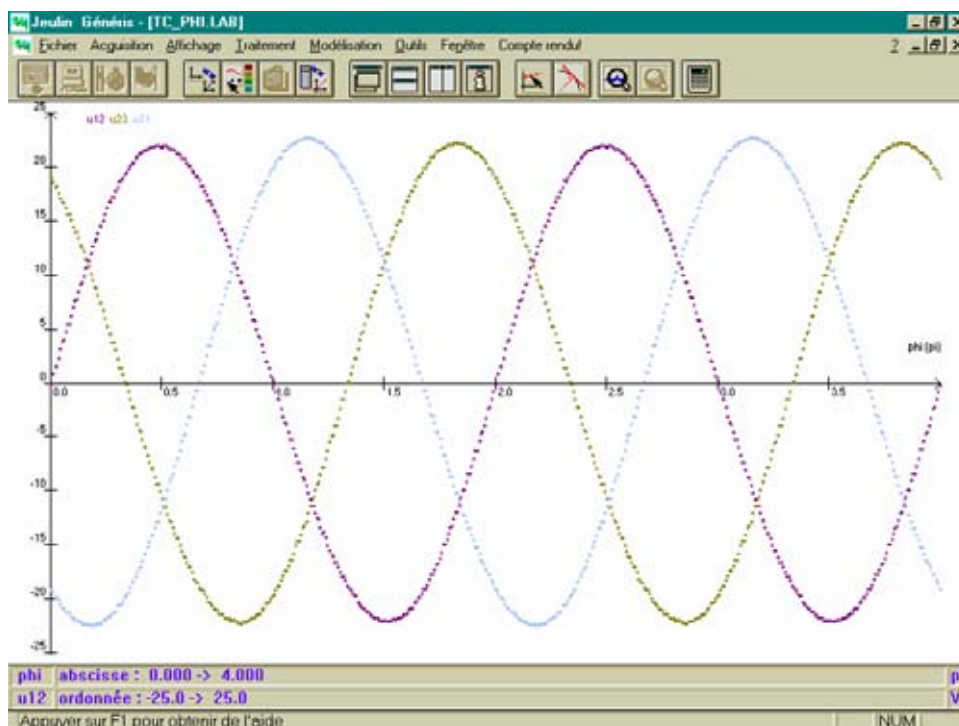 Jeulin Généris - [TC_PHI.LAB]
Fichier Acquisition Affichage Traitement Modélisation Outils Fenêtre Compte rendu! ?
25
u12 u23
20
15
10
5
phi (pi)
0
0.0 0.5 1.0 1.5 2.0 2.5 3.0 3.5
-5
-10
-15
-20
-25
phi abscisse : 0.000 -> 4.000 p
u12 ordonnée : -25.0 -> 25.0 V
Appuyer sur F1 pour obtenir de l'aide NUM